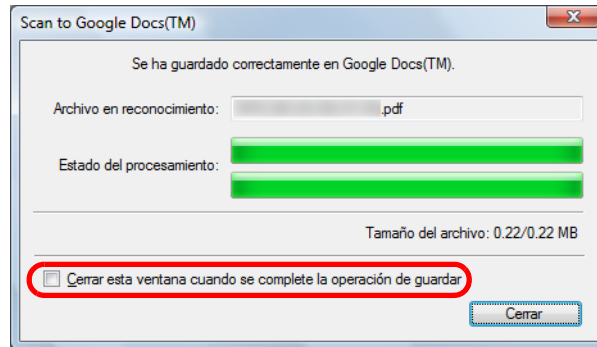 Scan to Google Docs(TM)
Se ha guardado correctamente en Google Docs(TM).
Archivo en reconocimiento: .pdf
Estado del procesamiento:
Tamaño del archivo: 0.22/0.22 MB
Cerrar esta ventana cuando se complete la operación de guardar
Cerrar